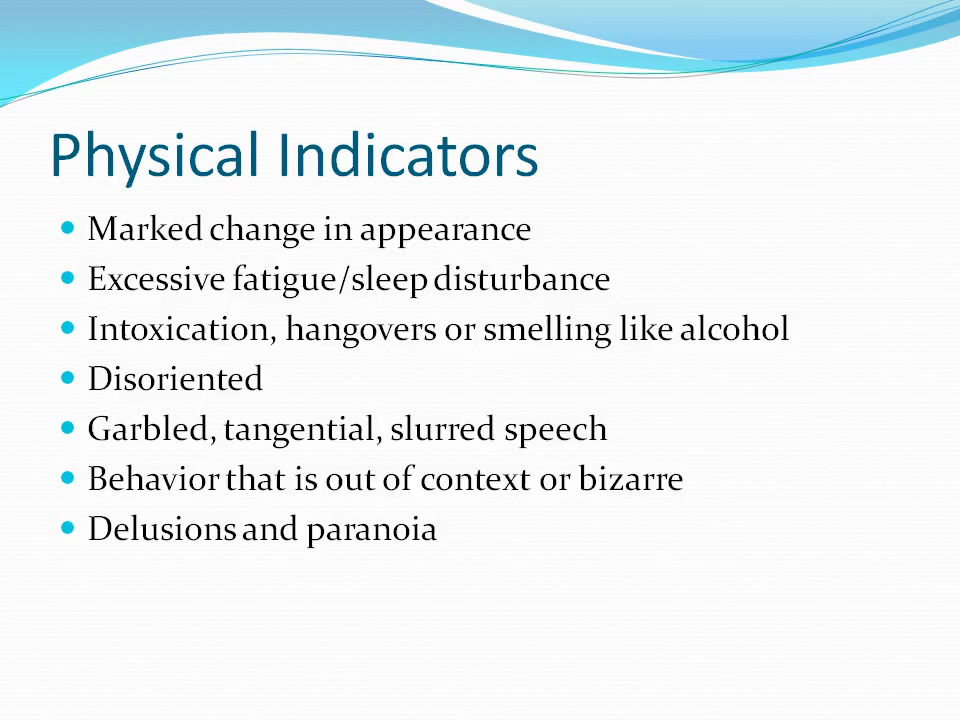 Physical Indicators
Marked change in appearance
Excessive fatigue/sleep disturbance
Intoxication, hangovers or smelling like alcohol
Disoriented
Garbled, tangential, slurred speech
Behavior that is out of context or bizarre
Delusions and paranoia